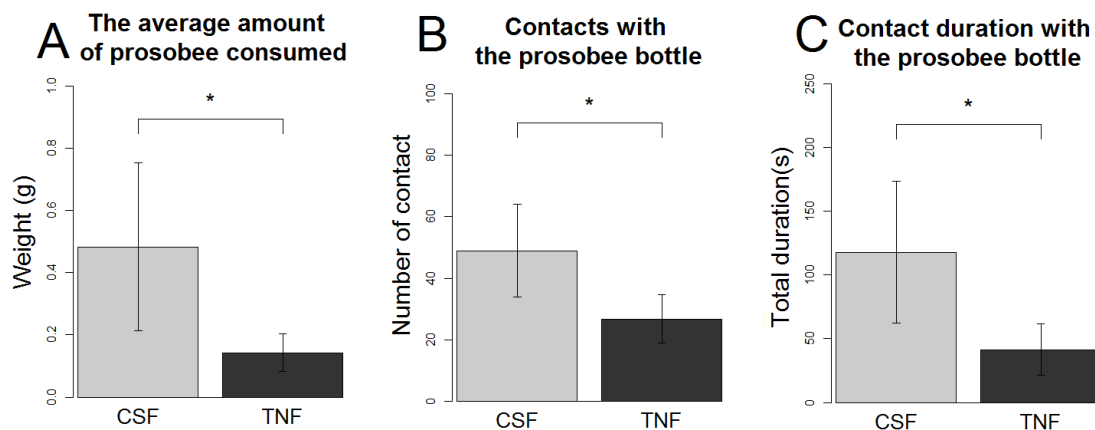 A The average amount
of prosobee consumed
Weight (g)
1.0
0.8
0.6
0.4
0.2
0.0
*
CSF
TNF
B Contacts with
the prosobee bottle
Number of contact
100
80
60
40
20
0
*
CSF
TNF
C Contact duration with
the prosobee bottle
Total duration(s)
250
200
150
100
50
0
*
CSF
TNF